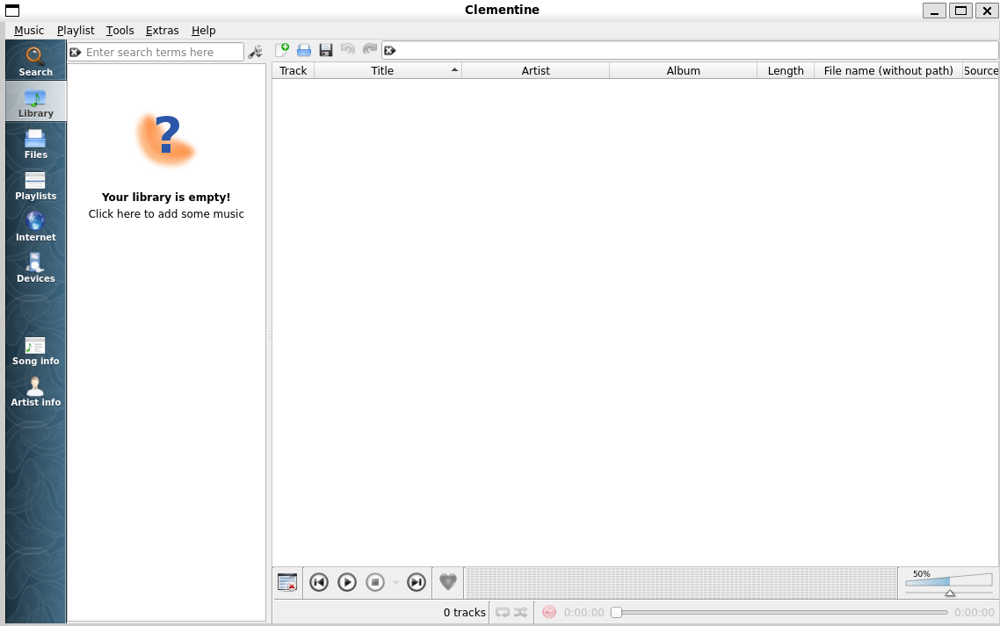 Clementine
Music Playlist Tools Extras Help
Search
Library
Files
Playlists
Internet
Devices
Song info
Artist info
Enter search terms here
Your library is empty!
Click here to add some music
Track Title Artist Album Length File name (without path) Source
50%
0 tracks 0:00:00 0:00:00